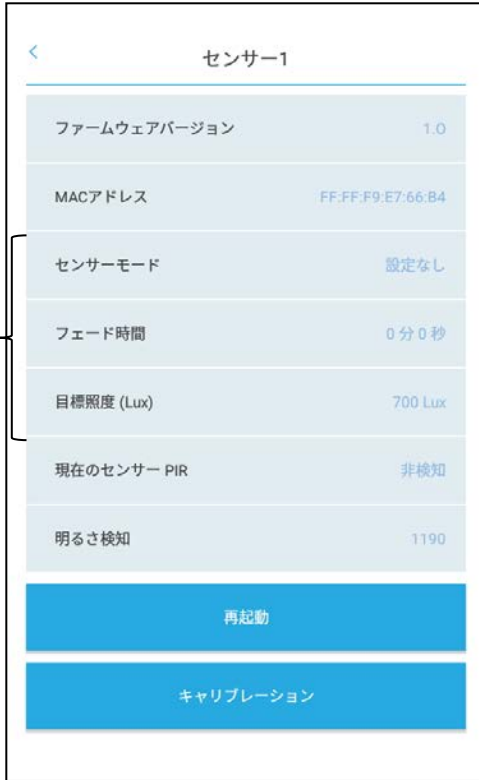 センサー1
ファームウェアバージョン 1.0
MACアドレス FF:FF:F9:E7:66:B4
センサーモード 設定なし
フェード時間 0 分 0 秒
目標照度 (Lux) 700 Lux
現在のセンサー PIR 非検知
明るさ検知 1190
再起動
キャリブレーション